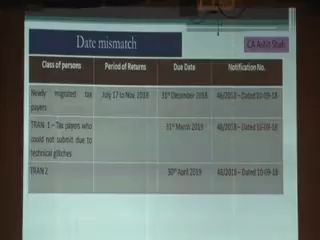 Date mismatch
CA Ashit Shah
Class of persons Period of Returns Due Date Notification No.
Newly migrated tax payers July 17 to Nov, 2018 31st December 2018 46/2018 – Dated 10-09-18
TRAN 1 – Tax payers who could not submit due to technical glitches 31st March 2019 48/2018 – Dated 10-09-18
TRAN 2 30th April 2019 48/2018 – Dated 10-09-18